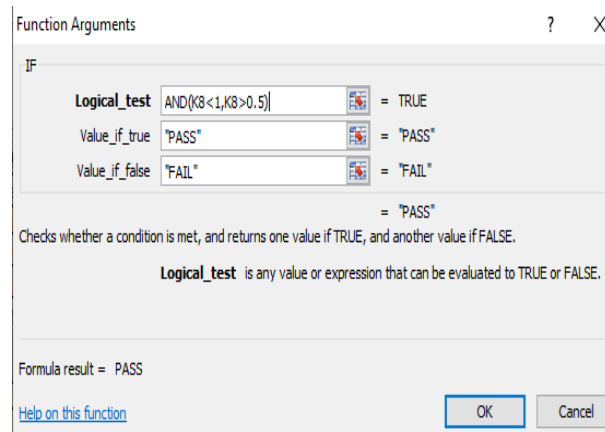 Function Arguments ? X
IF
Logical_test AND(K8<1,K8>0.5) = TRUE
Value_if_true "PASS" = "PASS"
Value_if_false "FAIL" = "FAIL"
= "PASS"
Checks whether a condition is met, and returns one value if TRUE, and another value if FALSE.
Logical_test is any value or expression that can be evaluated to TRUE or FALSE.
Formula result = PASS
Help on this function OK Cancel